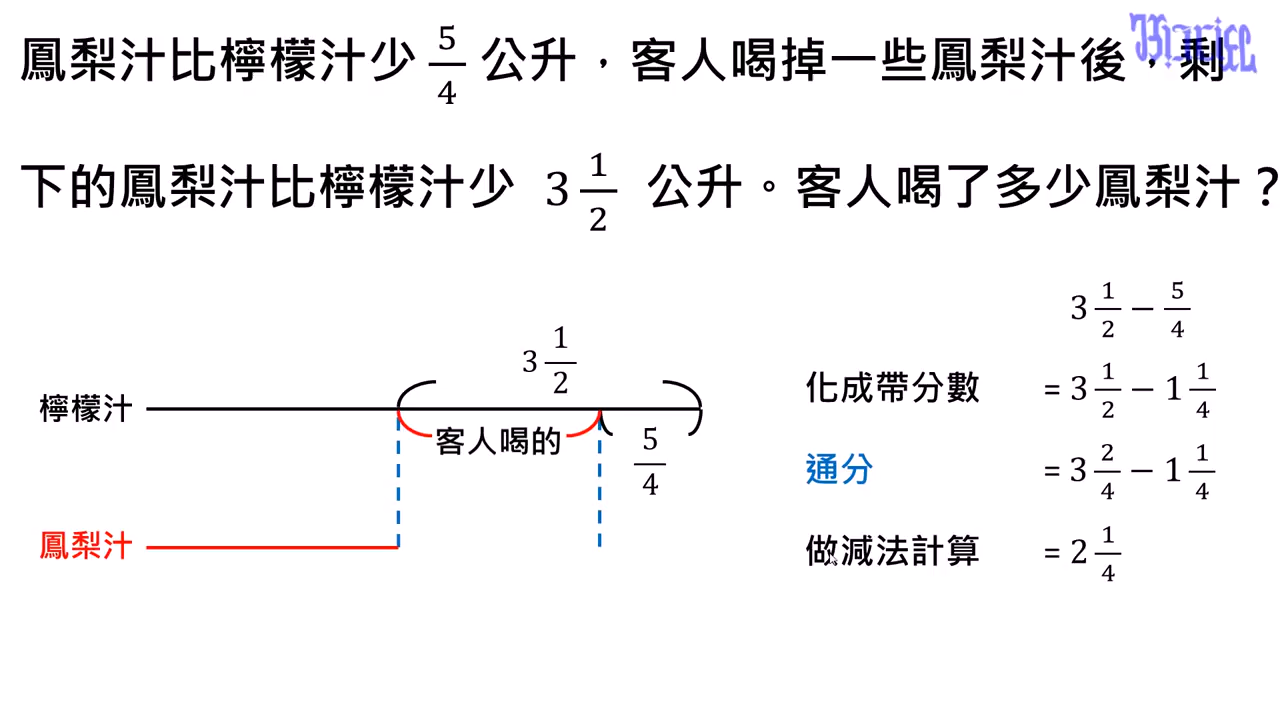 鳳梨汁比檸檬汁少 5/4 公升，客人喝掉一些鳳梨汁後，剩
下的鳳梨汁比檸檬汁少 3 1/2 公升。客人喝了多少鳳梨汁？
3 1/2 − 5/4
3 1/2
化成帶分數 = 3 1/2 − 1 1/4
檸檬汁
客人喝的
5/4
通分 = 3 2/4 − 1 1/4
鳳梨汁
做減法計算 = 2 1/4